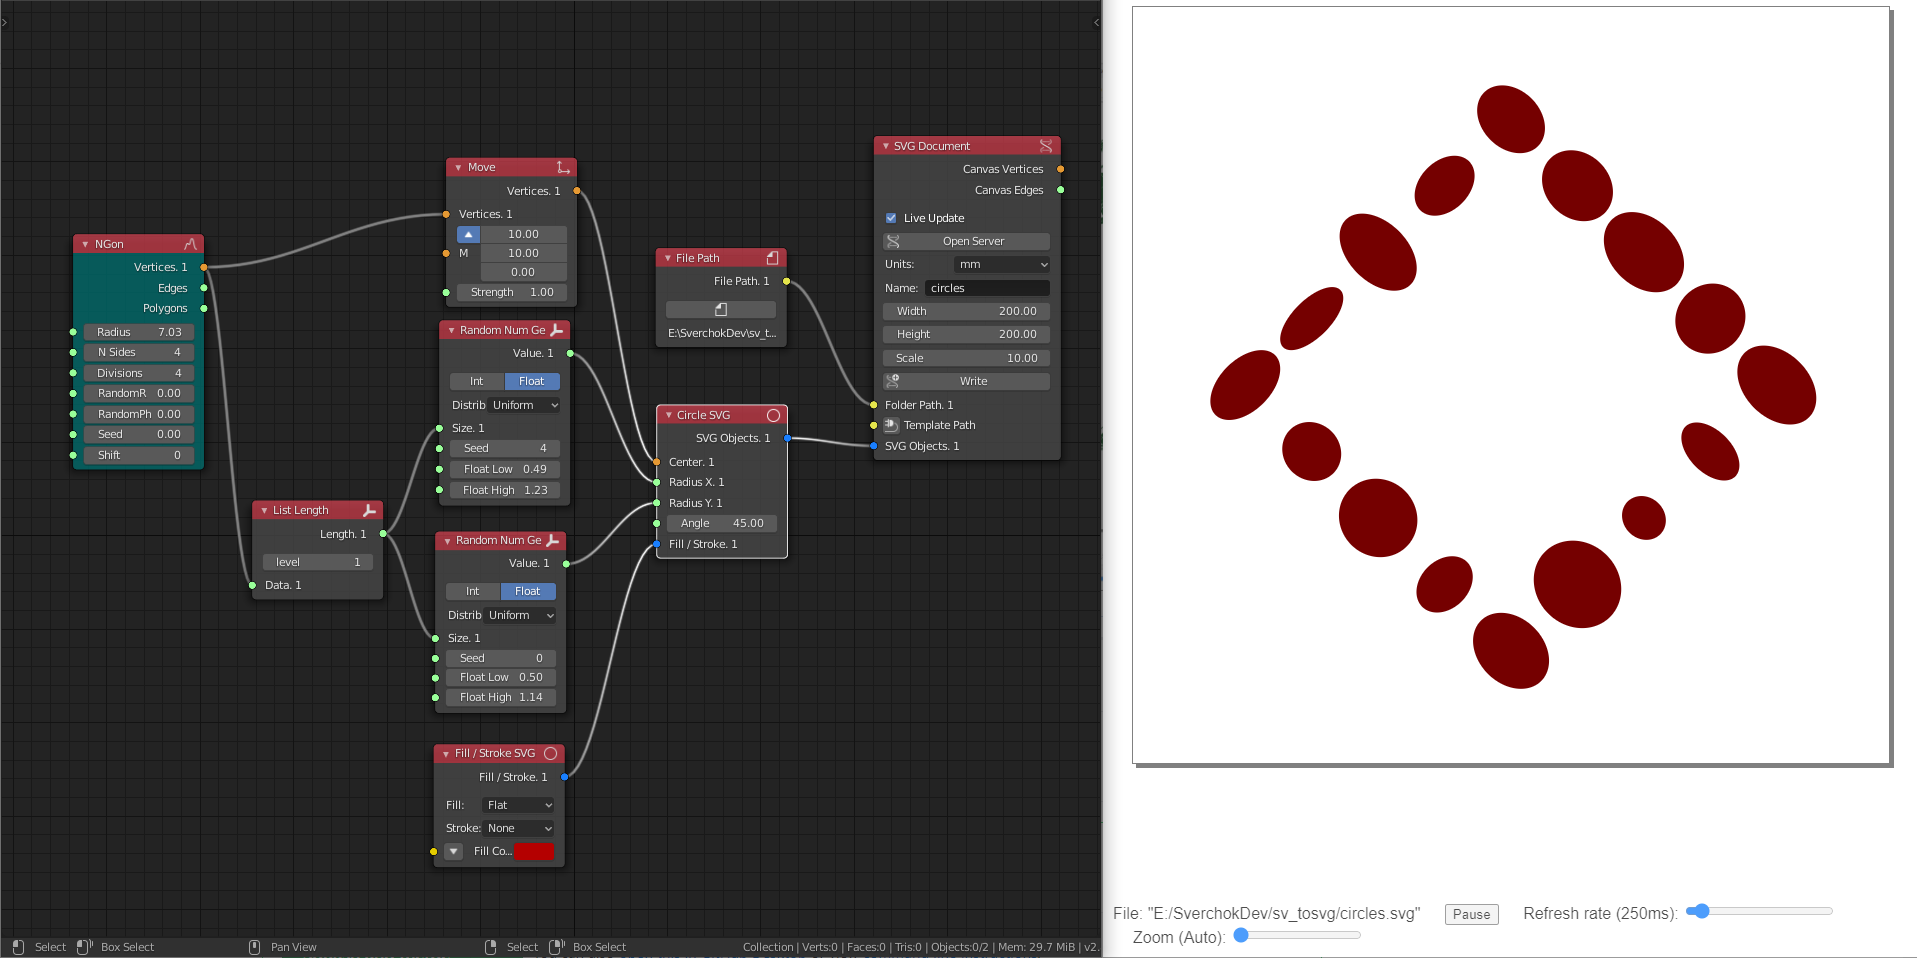 NGon
Vertices. 1
Edges
Polygons
Radius 7.03
N Sides 4
Divisions 4
RandomR 0.00
RandomPh 0.00
Seed 0.00
Shift 0
List Length
Length. 1
level 1
Data. 1
Move
Vertices. 1
Vertices. 1
10.00
M 10.00
0.00
Strength 1.00
Random Num Ge
Value. 1
Int Float
Distrib Uniform
Size. 1
Seed 4
Float Low 0.49
Float High 1.23
Random Num Ge
Value. 1
Int Float
Distrib Uniform
Size. 1
Seed 0
Float Low 0.50
Float High 1.14
Fill / Stroke SVG
Fill / Stroke. 1
Fill: Flat
Stroke: None
Fill Co...
File Path
File Path. 1
E:\SverchokDev\sv_t...
Circle SVG
SVG Objects. 1
Center. 1
Radius X. 1
Radius Y. 1
Angle 45.00
Fill / Stroke. 1
SVG Document
Canvas Vertices
Canvas Edges
Live Update
Open Server
Units: mm
Name: circles
Width 200.00
Height 200.00
Scale 10.00
Write
Folder Path. 1
Template Path
SVG Objects. 1
File: "E:/SverchokDev/sv_tosvg/circles.svg" Pause Refresh rate (250ms):
Zoom (Auto):
Select Box Select Pan View Select Box Select Collection | Verts:0 | Faces:0 | Tris:0 | Objects:0/2 | Mem: 29.7 MiB | v2.